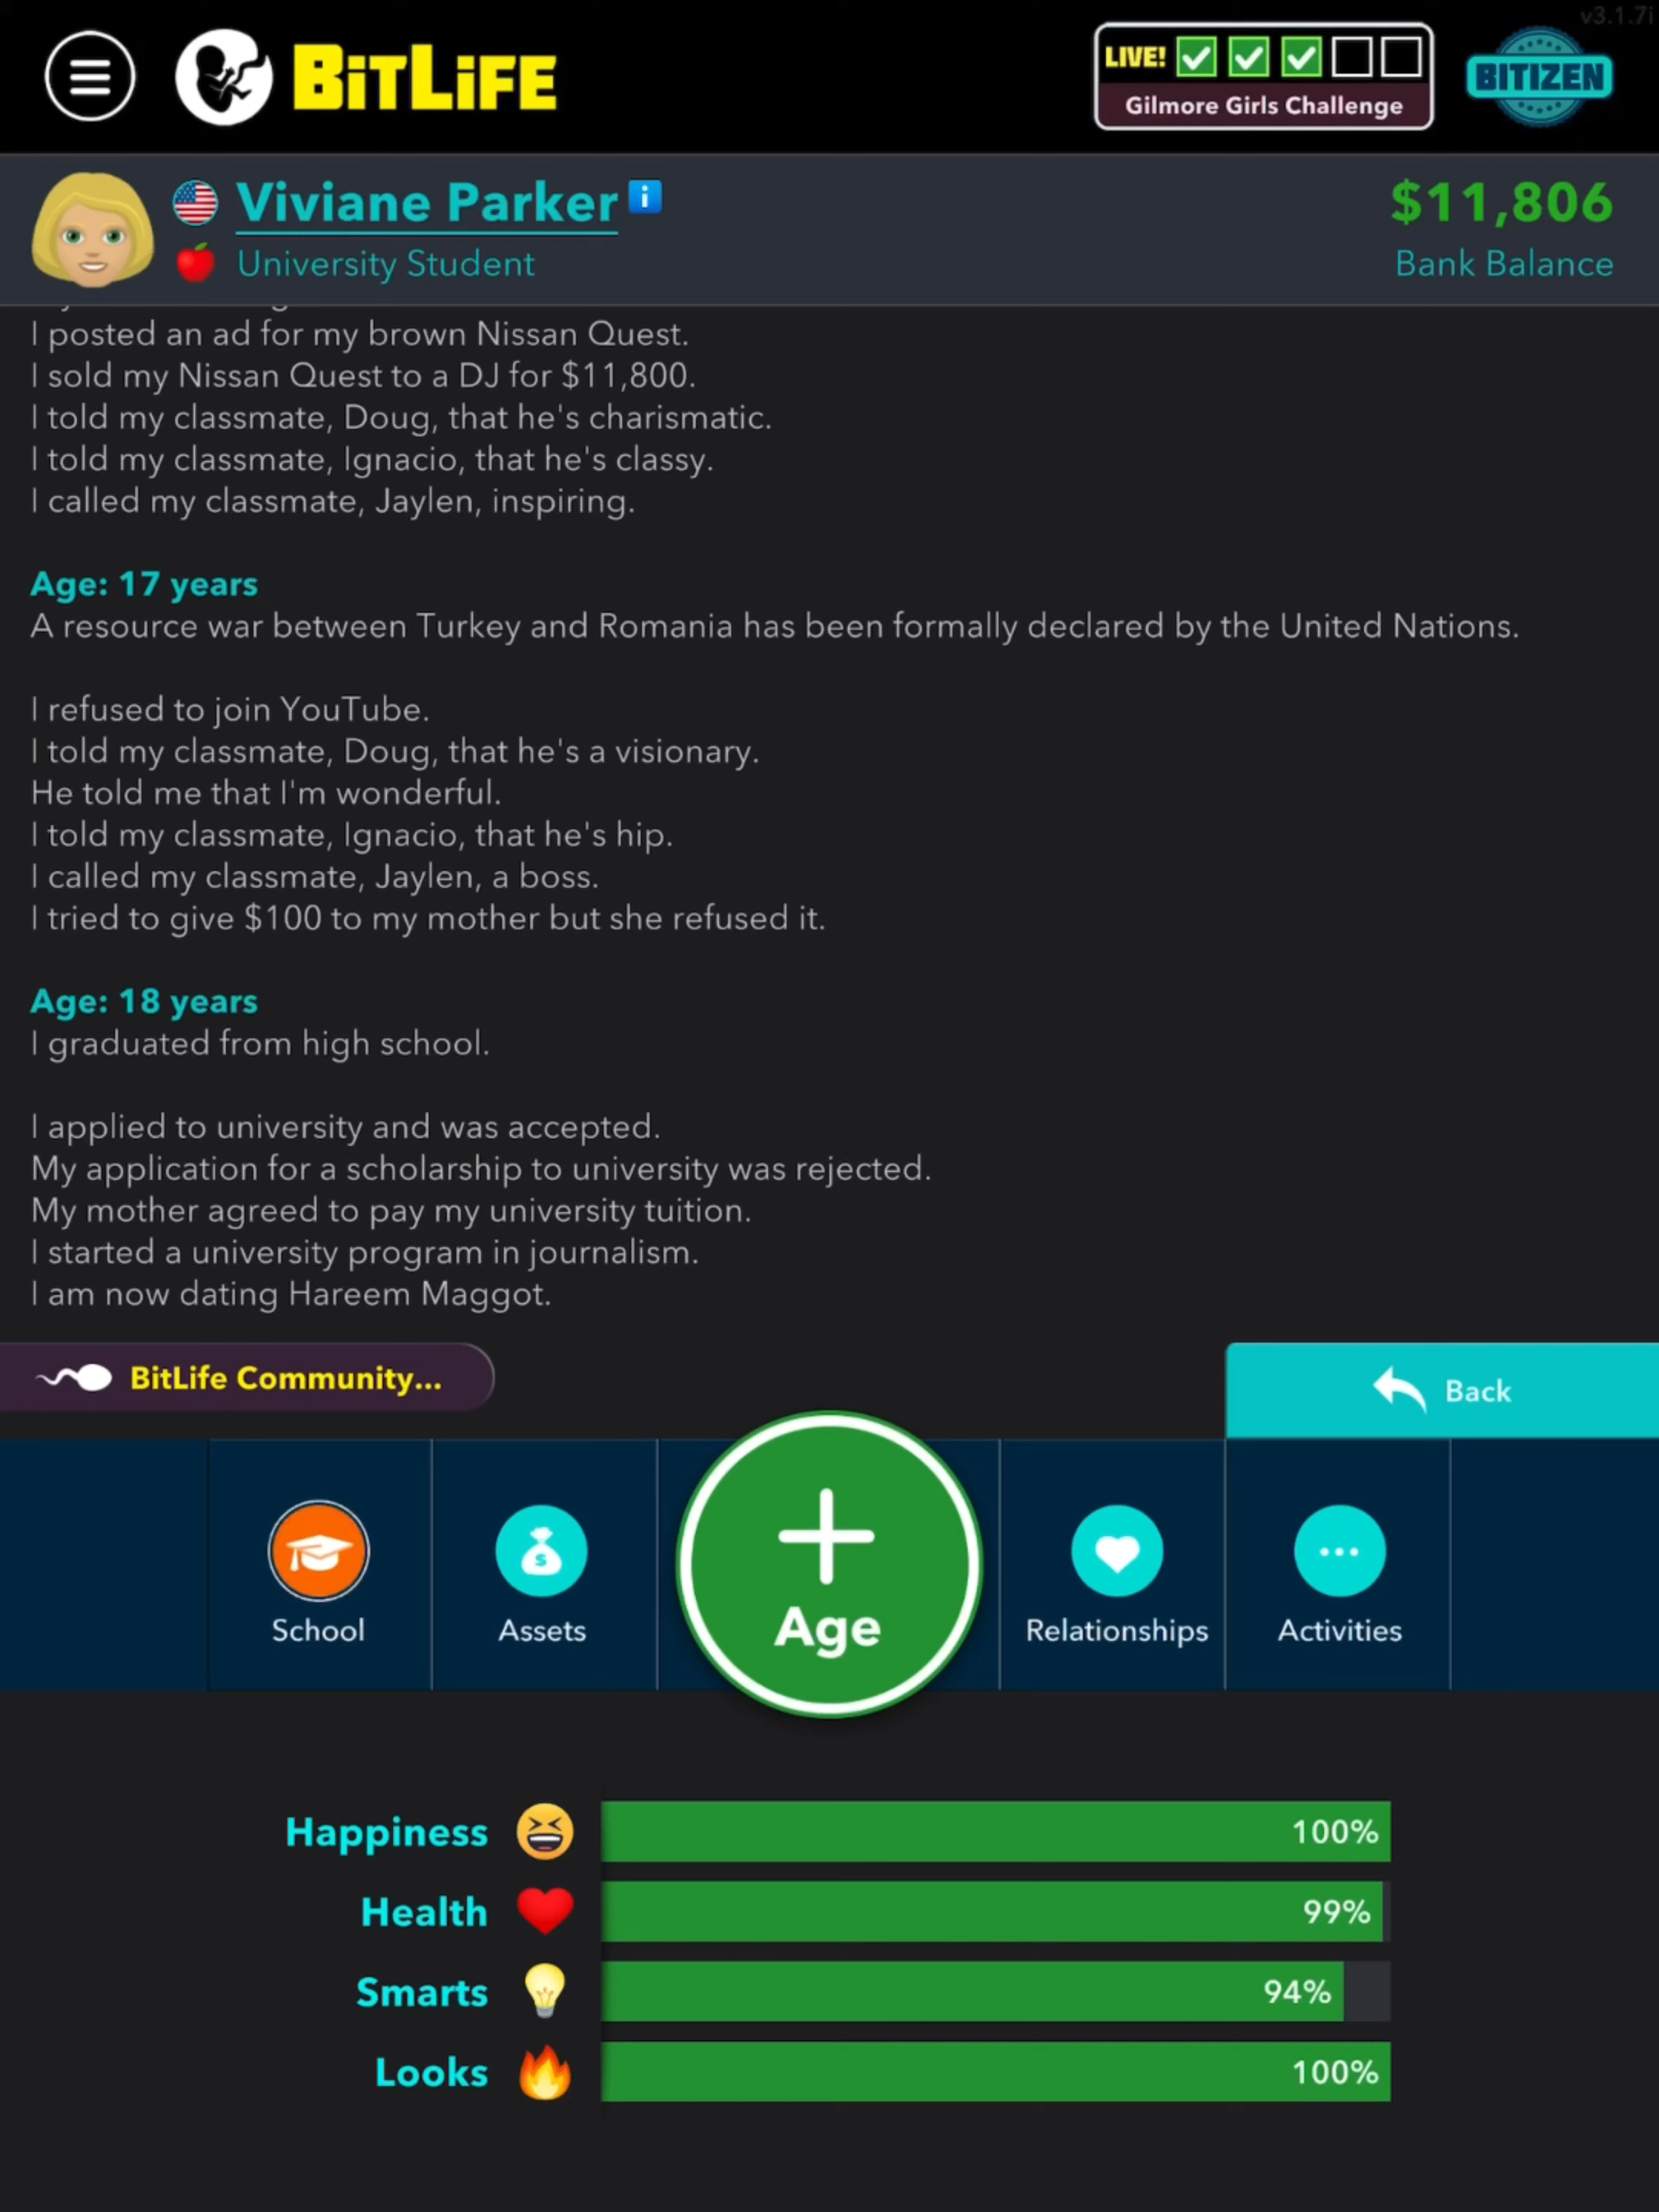 v3.1.7i
BiTLiFE
LIVE!
Gilmore Girls Challenge
BITIZEN
Viviane Parker i
$11,806
University Student
Bank Balance
I posted an ad for my brown Nissan Quest.
I sold my Nissan Quest to a DJ for $11,800.
I told my classmate, Doug, that he's charismatic.
I told my classmate, Ignacio, that he's classy.
I called my classmate, Jaylen, inspiring.
Age: 17 years
A resource war between Turkey and Romania has been formally declared by the United Nations.
I refused to join YouTube.
I told my classmate, Doug, that he's a visionary.
He told me that I'm wonderful.
I told my classmate, Ignacio, that he's hip.
I called my classmate, Jaylen, a boss.
I tried to give $100 to my mother but she refused it.
Age: 18 years
I graduated from high school.
I applied to university and was accepted.
My application for a scholarship to university was rejected.
My mother agreed to pay my university tuition.
I started a university program in journalism.
I am now dating Hareem Maggot.
BitLife Community...
Back
School
Assets
Age
Relationships
Activities
Happiness 100%
Health 99%
Smarts 94%
Looks 100%